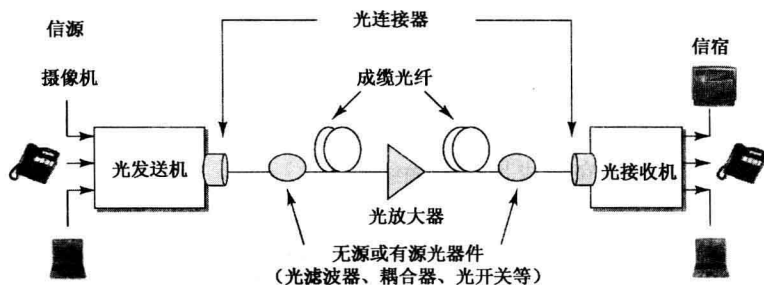 光连接器
信源
信宿
摄像机
成缆光纤
光发送机
光接收机
光放大器
无源或有源光器件
(光滤波器、耦合器、光开关等)